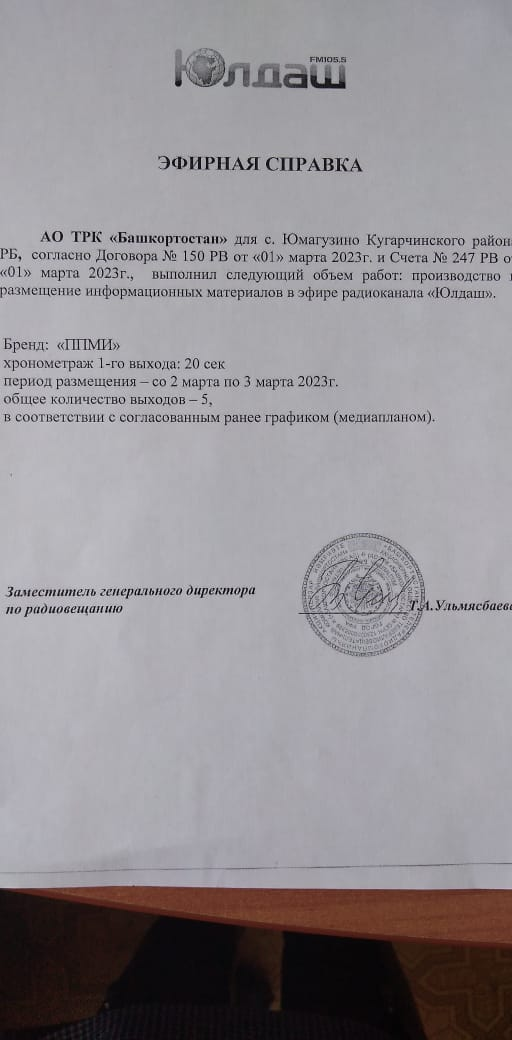 FM105.5
Юлдаш
ЭФИРНАЯ СПРАВКА
АО ТРК «Башкортостан» для с. Юмагузино Кугарчинского район
РБ, согласно Договора № 150 РВ от «01» марта 2023г. и Счета № 247 РВ о
«01» марта 2023г., выполнил следующий объем работ: производство
размещение информационных материалов в эфире радиоканала «Юлдаш».
Бренд: «ППМИ»
хронометраж 1-го выхода: 20 сек
период размещения – со 2 марта по 3 марта 2023г.
общее количество выходов – 5,
в соответствии с согласованным ранее графиком (медиапланом).
Заместитель генерального директора
по радиовещанию Т.А.Ульмясбаева